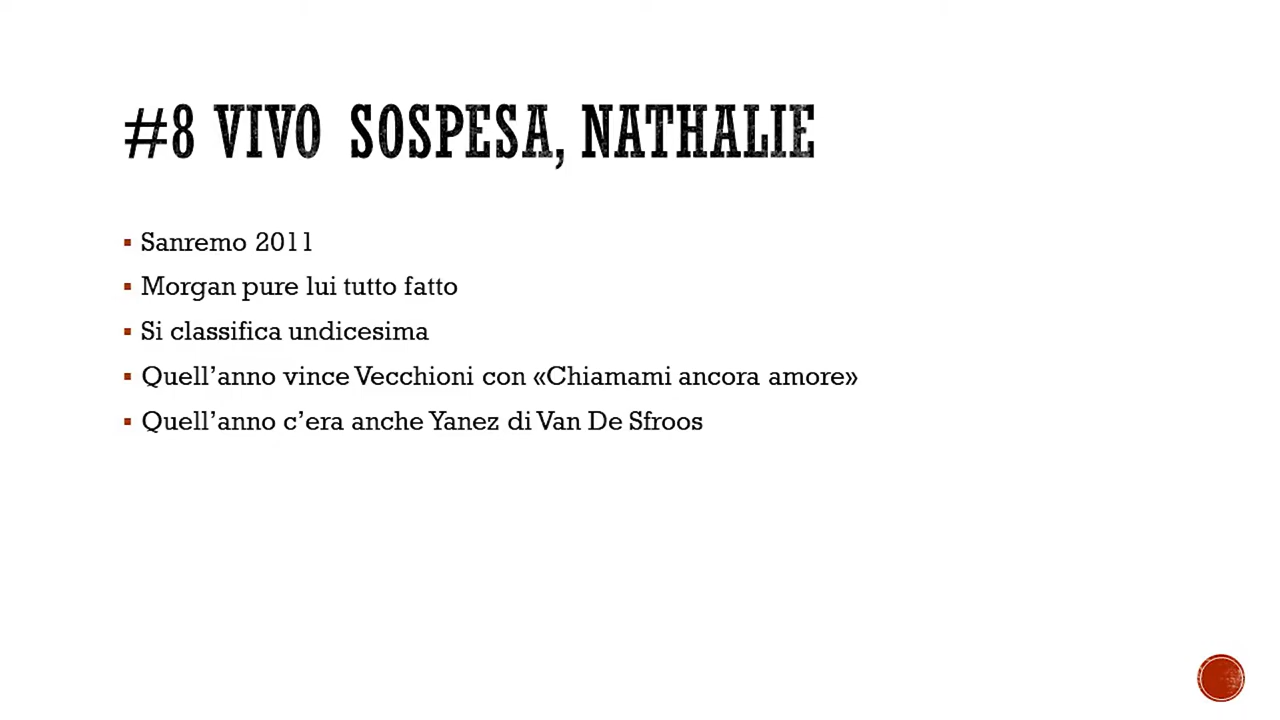 #8 VIVO SOSPESA, NATHALIE
Sanremo 2011
Morgan pure lui tutto fatto
Si classifica undicesima
Quell’anno vince Vecchioni con «Chiamami ancora amore»
Quell’anno c’era anche Yanez di Van De Sfroos